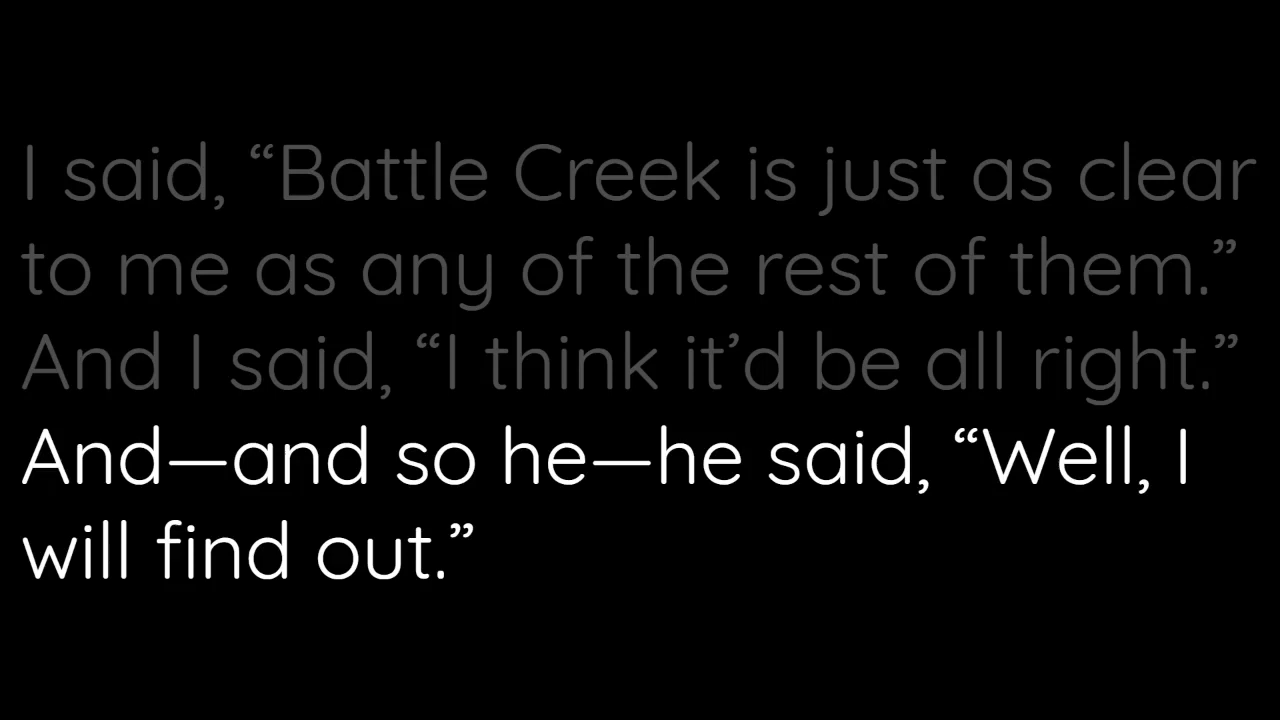 I said, “Battle Creek is just as clear
to me as any of the rest of them.”
And I said, “I think it’d be all right.”
And—and so he—he said, “Well, I
will find out.”